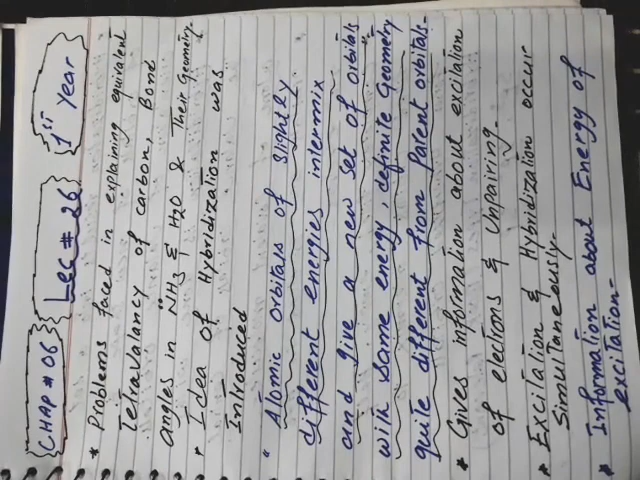 CHAP # 06 Lec # 26 1st Year
* Problems faced in explaining equivalent
tetravalancy of carbon, Bond
angles in NH3 & H2O & Their Geometry.
* Idea of Hybridization was
Introduced
" Atomic orbitals of slightly
different energies intermix
and give a new set of orbitals
with same energy, definite Geometry
quite different from Parent orbitals. "
* Gives information about excitation
of elections & Unpairing.
* Excitation & Hybridization occur
Simultaneously.
* Information about Energy of
excitation.